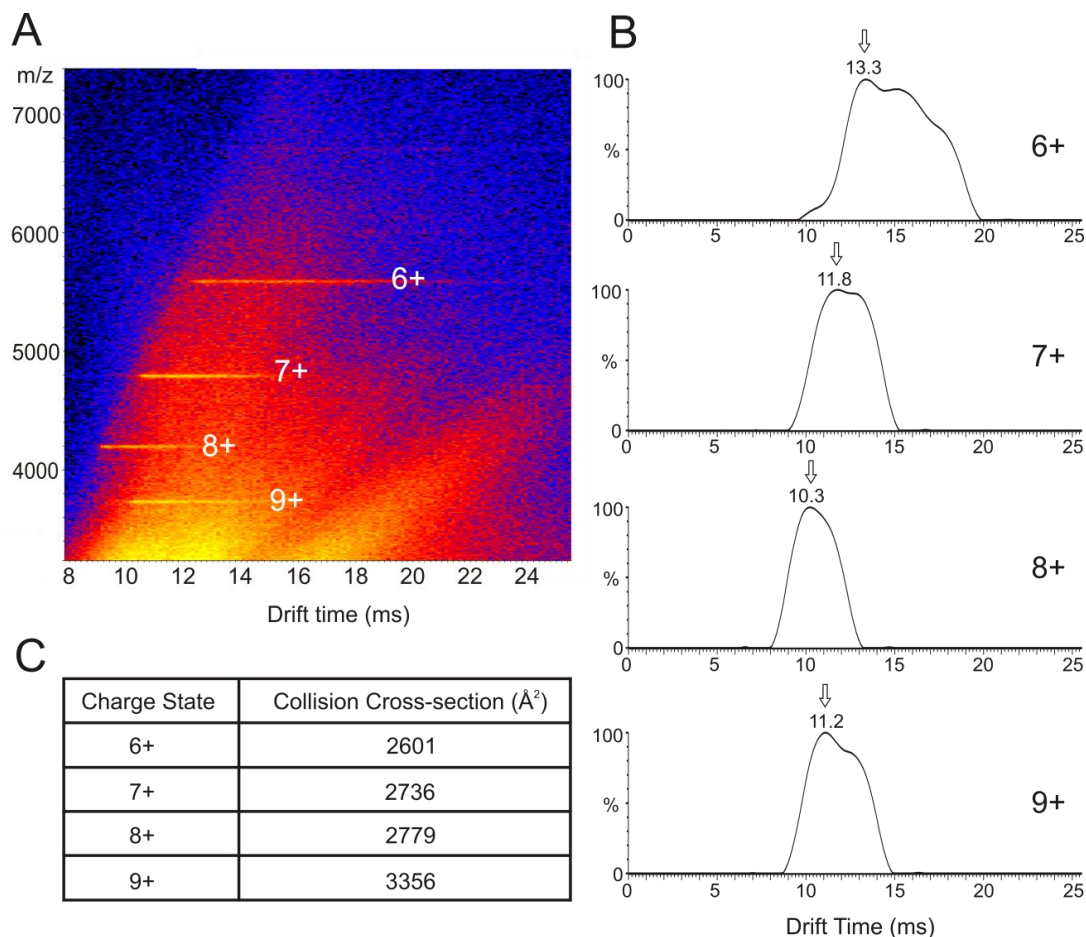 A
m/z
7000
6000
5000
4000
6+
7+
8+
9+
8 10 12 14 16 18 20 22 24
Drift time (ms)
B
13.3
100
%
0
6+
0 5 10 15 20 25
11.8
100
%
0
7+
0 5 10 15 20 25
10.3
100
%
0
8+
0 5 10 15 20 25
11.2
100
%
0
9+
0 5 10 15 20 25
Drift Time (ms)
C
Charge State Collision Cross-section (Å²)
6+ 2601
7+ 2736
8+ 2779
9+ 3356